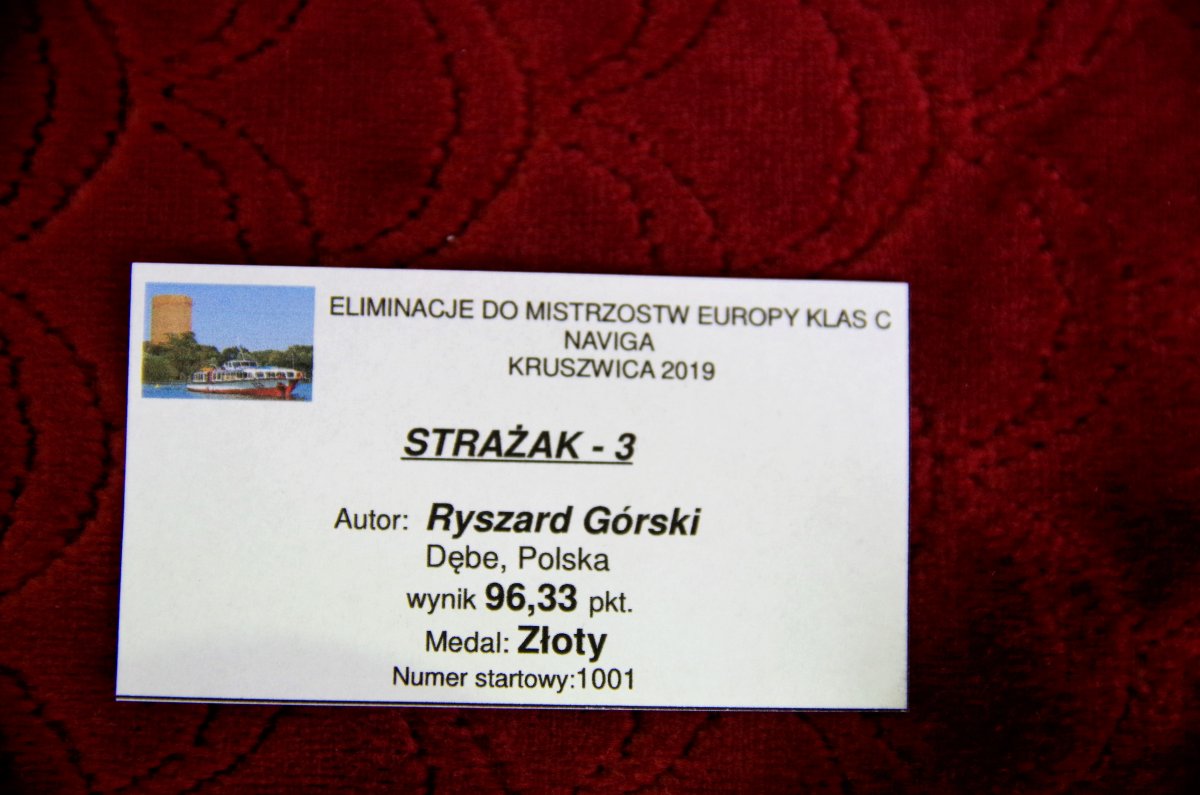 ELIMINACJE DO MISTRZOSTW EUROPY KLAS C
NAVIGA
KRUSZWICA 2019
STRAŻAK - 3
Autor: Ryszard Górski
Dębe, Polska
wynik 96,33 pkt.
Medal: Złoty
Numer startowy:1001